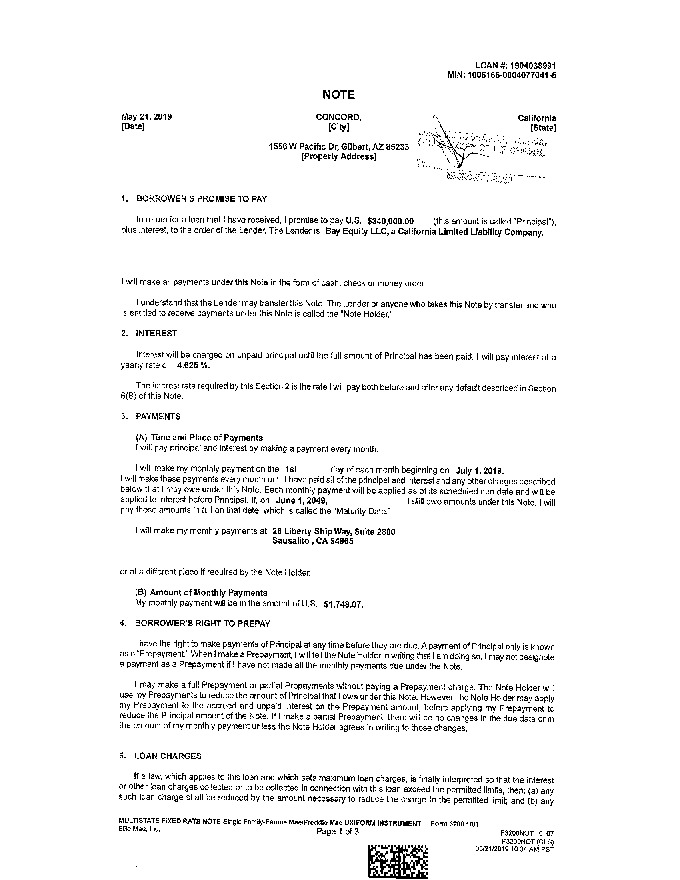 LOAN #: 1904038991
MIN: 1006166-0004077041-6
NOTE
May 21, 2019 CONCORD, California
[Date] [City] [State]
1556 W Pacific Dr, Gilbert, AZ 85233
[Property Address]
1. BORROWER'S PROMISE TO PAY
In return for a loan that I have received, I promise to pay U.S. $340,000.00 (this amount is called "Principal"),
plus interest, to the order of the Lender. The Lender is Bay Equity LLC, a California Limited Liability Company.
I will make all payments under this Note in the form of cash, check or money order.
I understand that the Lender may transfer this Note. The Lender or anyone who takes this Note by transfer and who
is entitled to receive payments under this Note is called the "Note Holder."
2. INTEREST
Interest will be charged on unpaid principal until the full amount of Principal has been paid. I will pay interest at a
yearly rate of 4.625 %.
The interest rate required by this Section 2 is the rate I will pay both before and after any default described in Section
6(B) of this Note.
3. PAYMENTS
(A) Time and Place of Payments
I will pay principal and interest by making a payment every month.
I will make my monthly payment on the 1st day of each month beginning on July 1, 2019.
I will make these payments every month until I have paid all of the principal and interest and any other charges described
below that I may owe under this Note. Each monthly payment will be applied as of its scheduled due date and will be
applied to interest before Principal. If, on June 1, 2049, I still owe amounts under this Note, I will
pay those amounts in full on that date, which is called the "Maturity Date."
I will make my monthly payments at 28 Liberty Ship Way, Suite 2800
Sausalito, CA 94965
or at a different place if required by the Note Holder.
(B) Amount of Monthly Payments
My monthly payment will be in the amount of U.S. $1,749.07.
4. BORROWER'S RIGHT TO PREPAY
I have the right to make payments of Principal at any time before they are due. A payment of Principal only is known
as a "Prepayment." When I make a Prepayment, I will tell the Note Holder in writing that I am doing so. I may not designate
a payment as a Prepayment if I have not made all the monthly payments due under the Note.
I may make a full Prepayment or partial Prepayments without paying a Prepayment charge. The Note Holder will
use my Prepayments to reduce the amount of Principal that I owe under this Note. However, the Note Holder may apply
my Prepayment to the accrued and unpaid interest on the Prepayment amount, before applying my Prepayment to
reduce the Principal amount of the Note. If I make a partial Prepayment, there will be no changes in the due date or in
the amount of my monthly payment unless the Note Holder agrees in writing to those changes.
5. LOAN CHARGES
If a law, which applies to this loan and which sets maximum loan charges, is finally interpreted so that the interest
or other loan charges collected or to be collected in connection with this loan exceed the permitted limits, then: (a) any
such loan charge shall be reduced by the amount necessary to reduce the charge to the permitted limit; and (b) any
MULTISTATE FIXED RATE NOTE-Single Family-Fannie Mae/Freddie Mac UNIFORM INSTRUMENT Form 3200 1/01
Ellie Mae, Inc. Page 1 of 3 F3200NOT
F3200NOT (CLS)
05/21/2019 10:34 AM PST